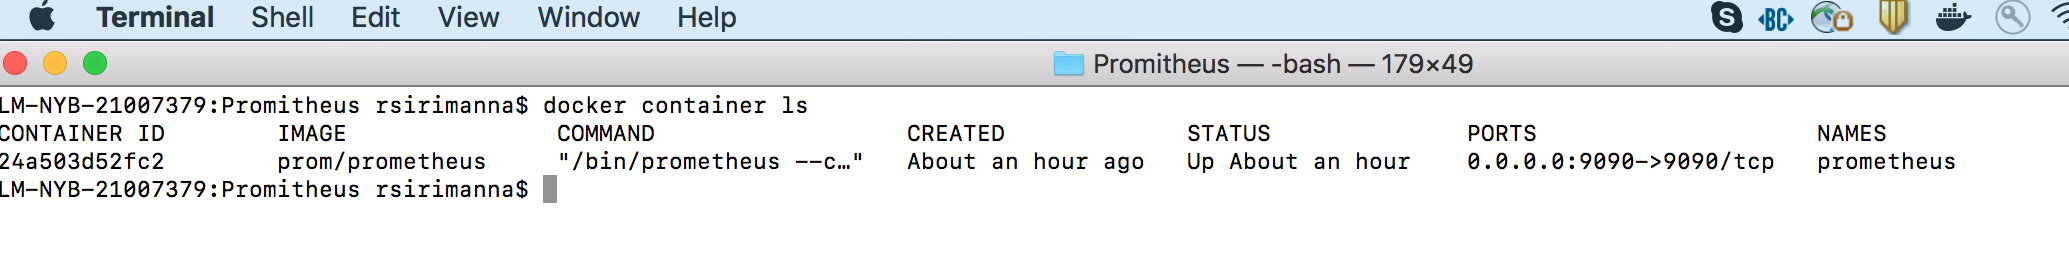 Terminal Shell Edit View Window Help S BC
Promitheus — -bash — 179×49
LM-NYB-21007379:Promitheus rsirimanna$ docker container ls
CONTAINER ID IMAGE COMMAND CREATED STATUS PORTS NAMES
24a503d52fc2 prom/prometheus "/bin/prometheus --c…" About an hour ago Up About an hour 0.0.0.0:9090->9090/tcp prometheus
LM-NYB-21007379:Promitheus rsirimanna$